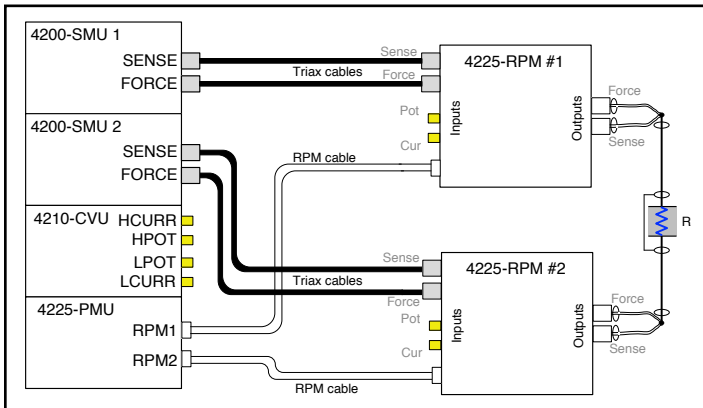 4200-SMU 1
SENSE
FORCE
4200-SMU 2
SENSE
FORCE
4210-CVU
HCURR
HPOT
LPOT
LCURR
4225-PMU
RPM1
RPM2
Triax cables
RPM cable
Triax cables
RPM cable
Sense
Force
Pot
Cur
4225-RPM #1
Inputs
Outputs
Force
Sense
R
Sense
Force
Pot
Cur
4225-RPM #2
Inputs
Outputs
Force
Sense